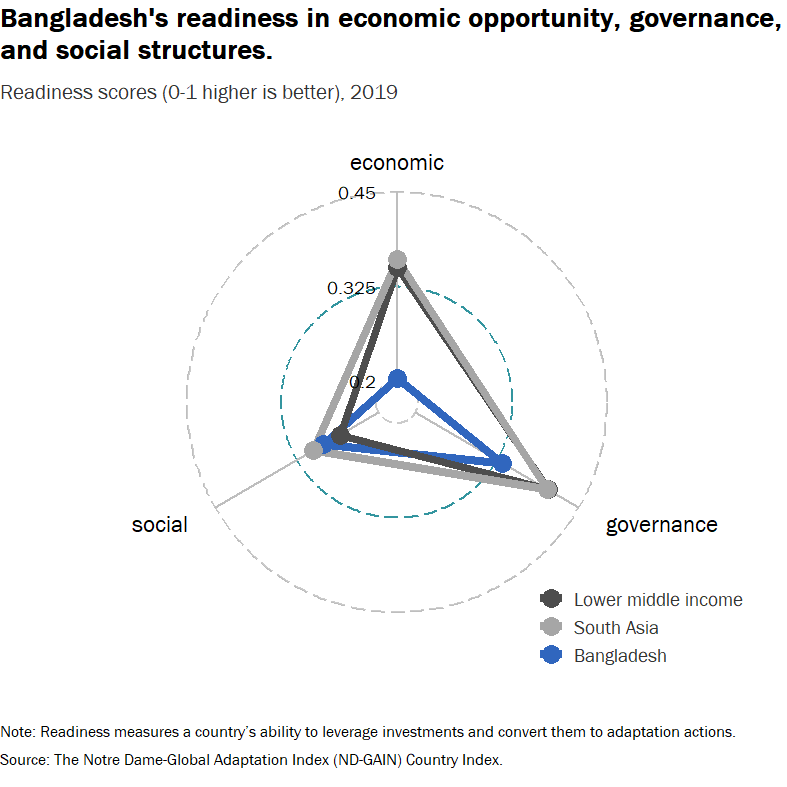 Bangladesh's readiness in economic opportunity, governance,
and social structures.
Readiness scores (0-1 higher is better), 2019
economic
0.45
0.325
0.2
social
governance
Lower middle income
South Asia
Bangladesh
Note: Readiness measures a country’s ability to leverage investments and convert them to adaptation actions.
Source: The Notre Dame-Global Adaptation Index (ND-GAIN) Country Index.